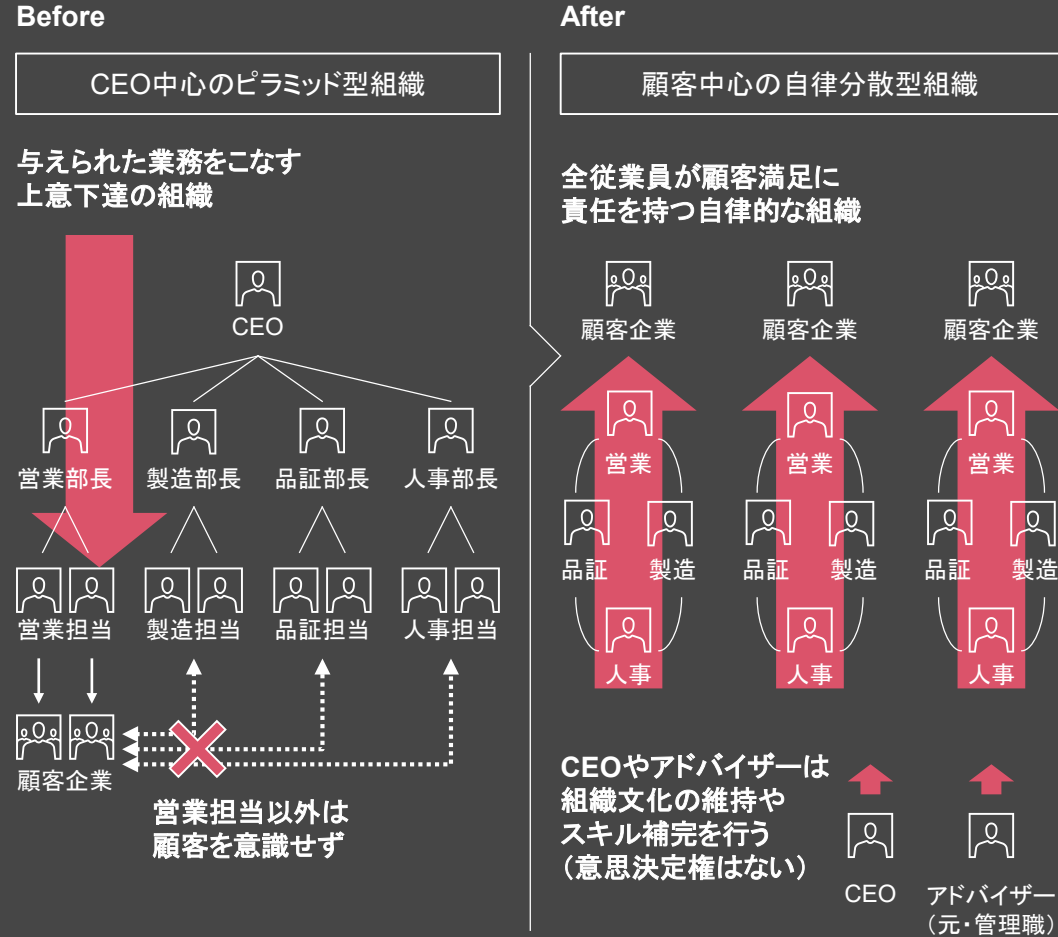 Before
CEO中心のピラミッド型組織
与えられた業務をこなす
上意下達の組織
CEO
営業部長
製造部長
品証部長
人事部長
営業担当
製造担当
品証担当
人事担当
顧客企業
営業担当以外は
顧客を意識せず
After
顧客中心の自律分散型組織
全従業員が顧客満足に
責任を持つ自律的な組織
顧客企業
顧客企業
顧客企業
営業
営業
営業
品証
製造
品証
製造
品証
製造
人事
人事
人事
CEOやアドバイザーは
組織文化の維持や
スキル補完を行う
（意思決定権はない）
CEO
アドバイザー
（元・管理職）